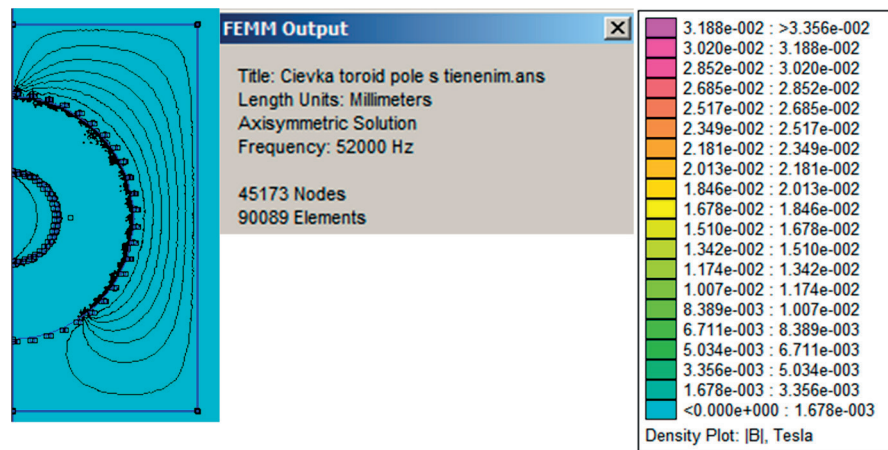 FEMM Output
Title: Cievka toroid pole s tienenim.ans
Length Units: Millimeters
Axisymmetric Solution
Frequency: 52000 Hz
45173 Nodes
90089 Elements
3.188e-002 : >3.356e-002
3.020e-002 : 3.188e-002
2.852e-002 : 3.020e-002
2.685e-002 : 2.852e-002
2.517e-002 : 2.685e-002
2.349e-002 : 2.517e-002
2.181e-002 : 2.349e-002
2.013e-002 : 2.181e-002
1.846e-002 : 2.013e-002
1.678e-002 : 1.846e-002
1.510e-002 : 1.678e-002
1.342e-002 : 1.510e-002
1.174e-002 : 1.342e-002
1.007e-002 : 1.174e-002
8.389e-003 : 1.007e-002
6.711e-003 : 8.389e-003
5.034e-003 : 6.711e-003
3.356e-003 : 5.034e-003
1.678e-003 : 3.356e-003
<0.000e+000 : 1.678e-003
Density Plot: |B|, Tesla